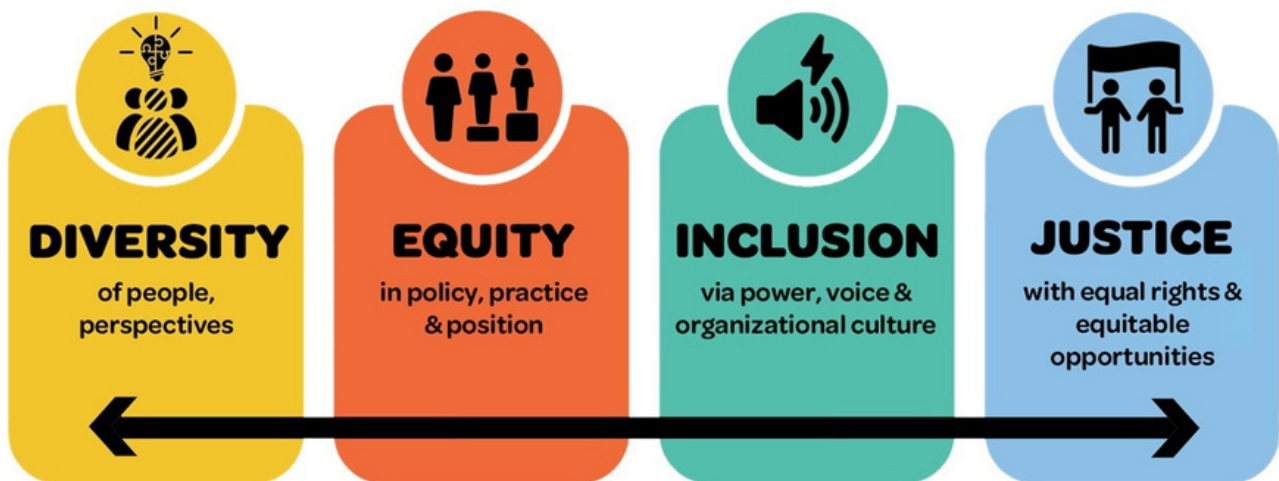 DIVERSITY
of people,
perspectives
EQUITY
in policy, practice
& position
INCLUSION
via power, voice &
organizational culture
JUSTICE
with equal rights &
equitable
opportunities